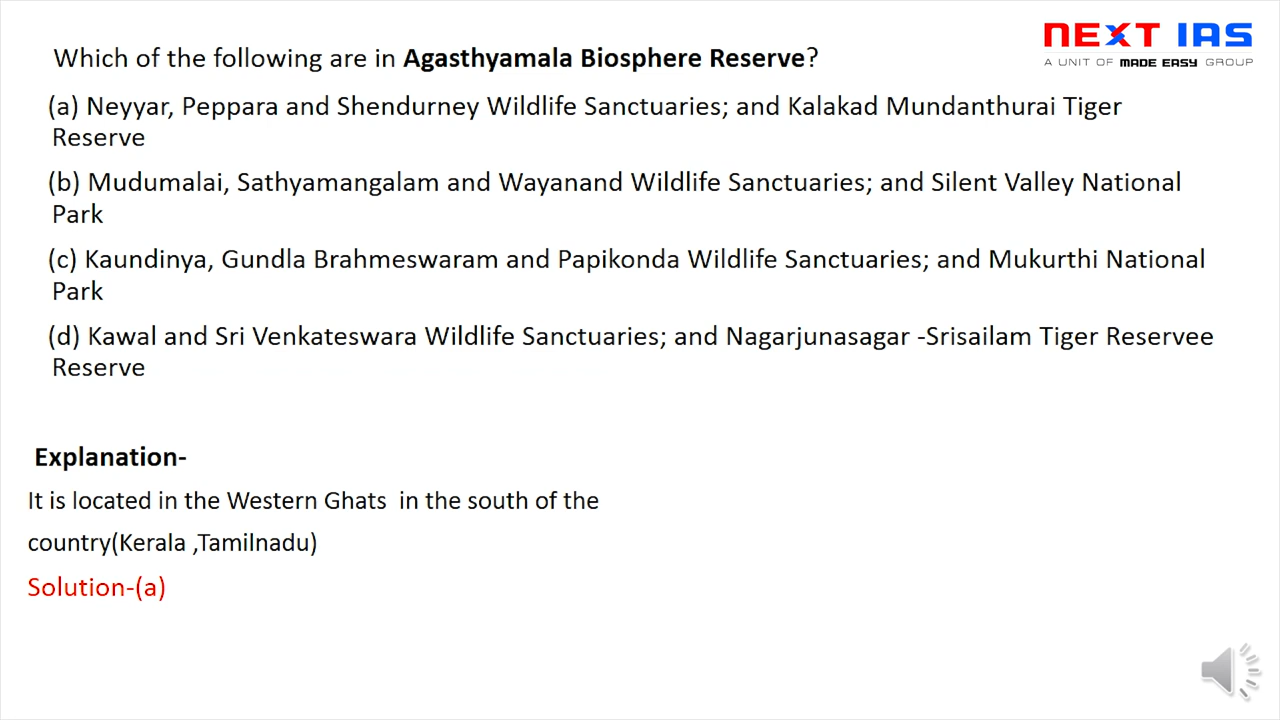 NEXT IAS
A UNIT OF MADE EASY GROUP
Which of the following are in Agasthyamala Biosphere Reserve?
(a) Neyyar, Peppara and Shendurney Wildlife Sanctuaries; and Kalakad Mundanthurai Tiger
Reserve
(b) Mudumalai, Sathyamangalam and Wayanand Wildlife Sanctuaries; and Silent Valley National
Park
(c) Kaundinya, Gundla Brahmeswaram and Papikonda Wildlife Sanctuaries; and Mukurthi National
Park
(d) Kawal and Sri Venkateswara Wildlife Sanctuaries; and Nagarjunasagar -Srisailam Tiger Reservee
Reserve
Explanation-
It is located in the Western Ghats  in the south of the
country(Kerala ,Tamilnadu)
Solution-(a)